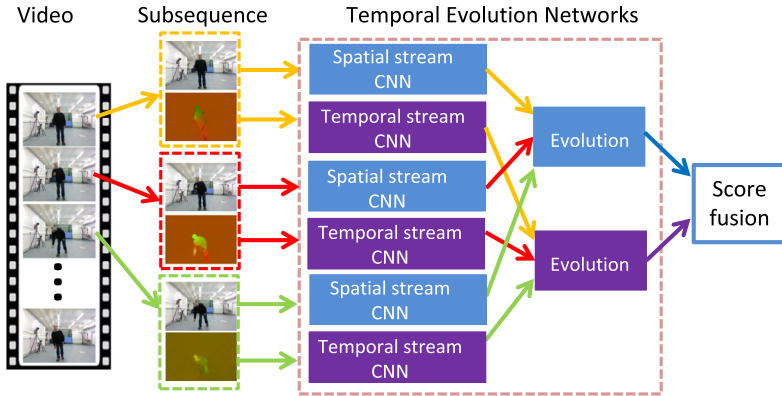 Video
Subsequence
Temporal Evolution Networks
Spatial stream
CNN
Temporal stream
CNN
Spatial stream
CNN
Temporal stream
CNN
Spatial stream
CNN
Temporal stream
CNN
Evolution
Evolution
Score
fusion